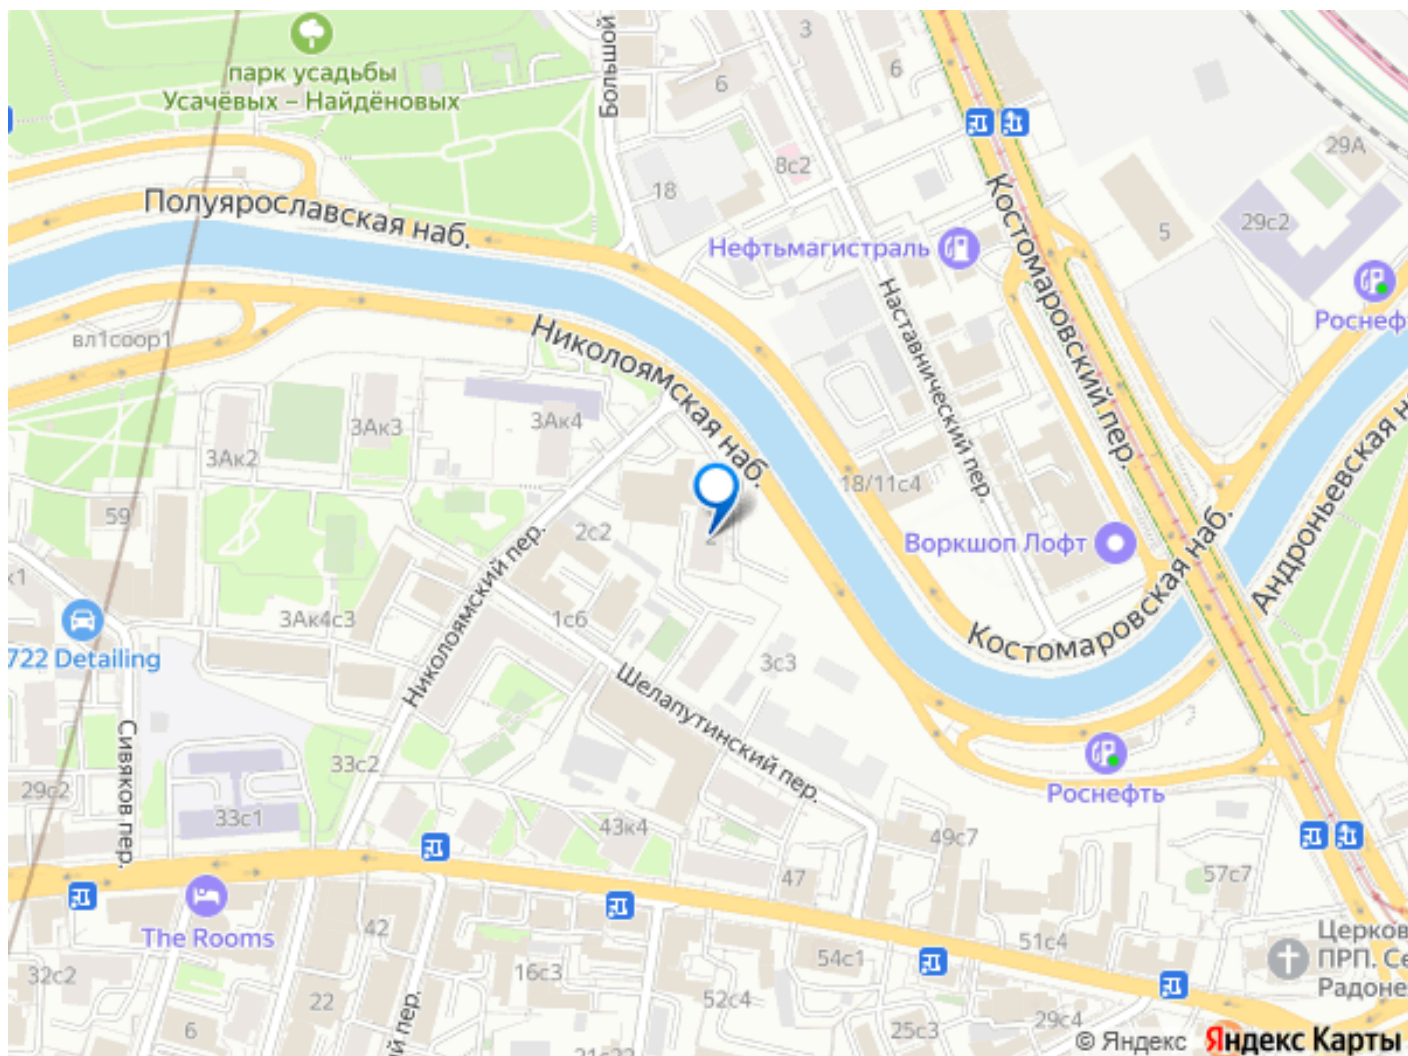 парк усадьбы
Усачёвых – Найдёновых
Большой
3
6
6
8с2
18
29А
29с2
5
Полуярославская наб.
Нефтьмагистраль
Костомаровский пер.
Наставнический пер.
Роснефт
вл1соор1
Николоямская наб.
3Ак4
3Ак3
3Ак2
59
2с2
2
18/11с4
Воркшоп Лофт
Костомаровская наб.
Андроньевская н
к1
722 Detailing
3Ак4с3
Николоямский пер.
1с6
3с3
Шелапутинский пер.
Сивяков пер.
33с2
29с2
33с1
43к4
47
49с7
57с7
Роснефть
The Rooms
42
32с2
22
6
й пер.
16с3
52с4
54с1
51с4
25с3
29с4
Церков
ПРП. Се
Радоне
© Яндекс Яндекс Карты